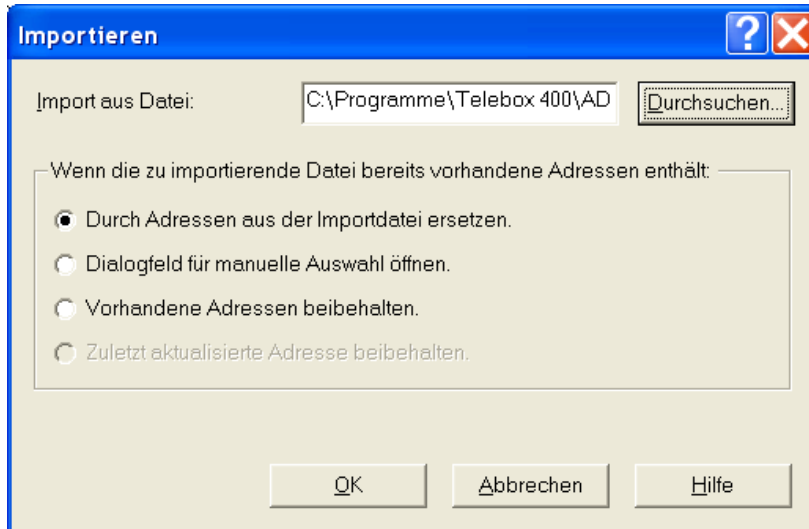 Importieren
Import aus Datei: C:\Programme\Telebox 400\AD Durchsuchen...
Wenn die zu importierende Datei bereits vorhandene Adressen enthält:
Durch Adressen aus der Importdatei ersetzen.
Dialogfeld für manuelle Auswahl öffnen.
Vorhandene Adressen beibehalten.
Zuletzt aktualisierte Adresse beibehalten.
OK Abbrechen Hilfe